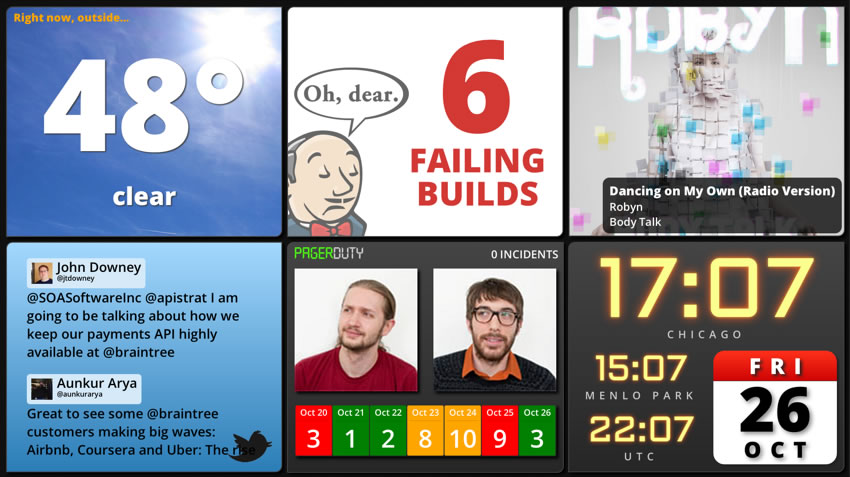 Right now, outside...
48°
clear
Oh, dear.
6
FAILING
BUILDS
RObYn
Dancing on My Own (Radio Version)
Robyn
Body Talk
John Downey
@jtdowney
@SOASoftwareInc @apistrat I am
going to be talking about how we
keep our payments API highly
available at @braintree
Aunkur Arya
@aunkurarya
Great to see some @braintree
customers making big waves:
Airbnb, Coursera and Uber: The rise
PAGERDUTY
0 INCIDENTS
Oct 20 Oct 21 Oct 22 Oct 23 Oct 24 Oct 25 Oct 26
3 1 2 8 10 9 3
17:07
CHICAGO
15:07
MENLO PARK
22:07
UTC
FRI
26
OCT